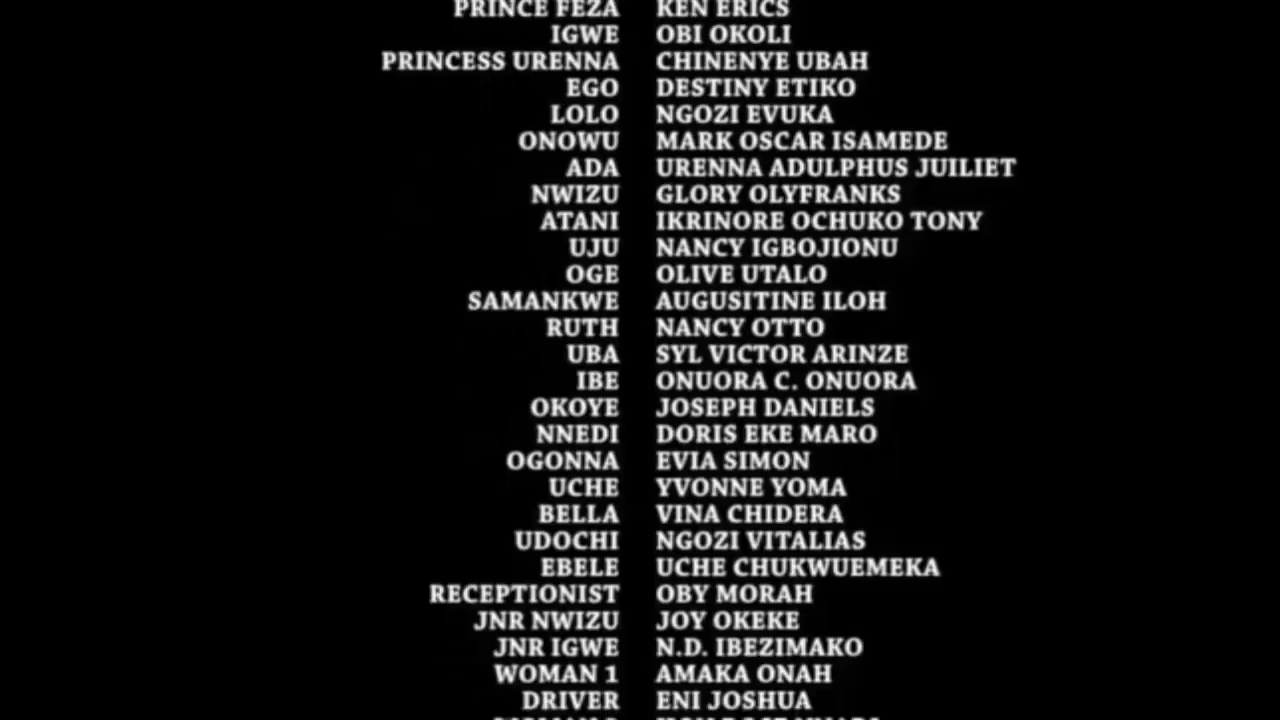 PRINCE FEZA KEN ERICS
IGWE OBI OKOLI
PRINCESS URENNA CHINENYE UBAH
EGO DESTINY ETIKO
LOLO NGOZI EVUKA
ONOWU MARK OSCAR ISAMEDE
ADA URENNA ADULPHUS JUILIET
NWIZU GLORY OLYFRANKS
ATANI IKRINORE OCHUKO TONY
UJU NANCY IGBOJIONU
OGE OLIVE UTALO
SAMANKWE AUGUSITINE ILOH
RUTH NANCY OTTO
UBA SYL VICTOR ARINZE
IBE ONUORA C. ONUORA
OKOYE JOSEPH DANIELS
NNEDI DORIS EKE MARO
OGONNA EVIA SIMON
UCHE YVONNE YOMA
BELLA VINA CHIDERA
UDOCHI NGOZI VITALIAS
EBELE UCHE CHUKWUEMEKA
RECEPTIONIST OBY MORAH
JNR NWIZU JOY OKEKE
JNR IGWE N.D. IBEZIMAKO
WOMAN 1 AMAKA ONAH
DRIVER ENI JOSHUA